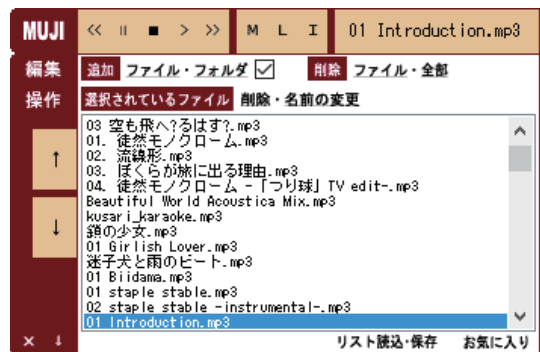 MUJI << II ■ > >> M L I 01 Introduction.mp3
編集 追加 ファイル・フォルダ ☑ 削除 ファイル・全部
操作 選択されているファイル 削除・名前の変更
03 空も飛へ?るはす?.mp3
01. 徒然モノクローム.mp3
02. 流線形.mp3
03. ぼくらが旅に出る理由.mp3
04. 徒然モノクローム -「つり球」TV edit-.mp3
Beautiful World Acoustica Mix.mp3
kusari_karaoke.mp3
鎖の少女.mp3
01 Girlish Lover.mp3
迷子犬と雨のビート.mp3
01 Biidama.mp3
01 staple stable.mp3
02 staple stable -instrumental-.mp3
01 Introduction.mp3
↑
↓
× ↓ リスト読込・保存 お気に入り